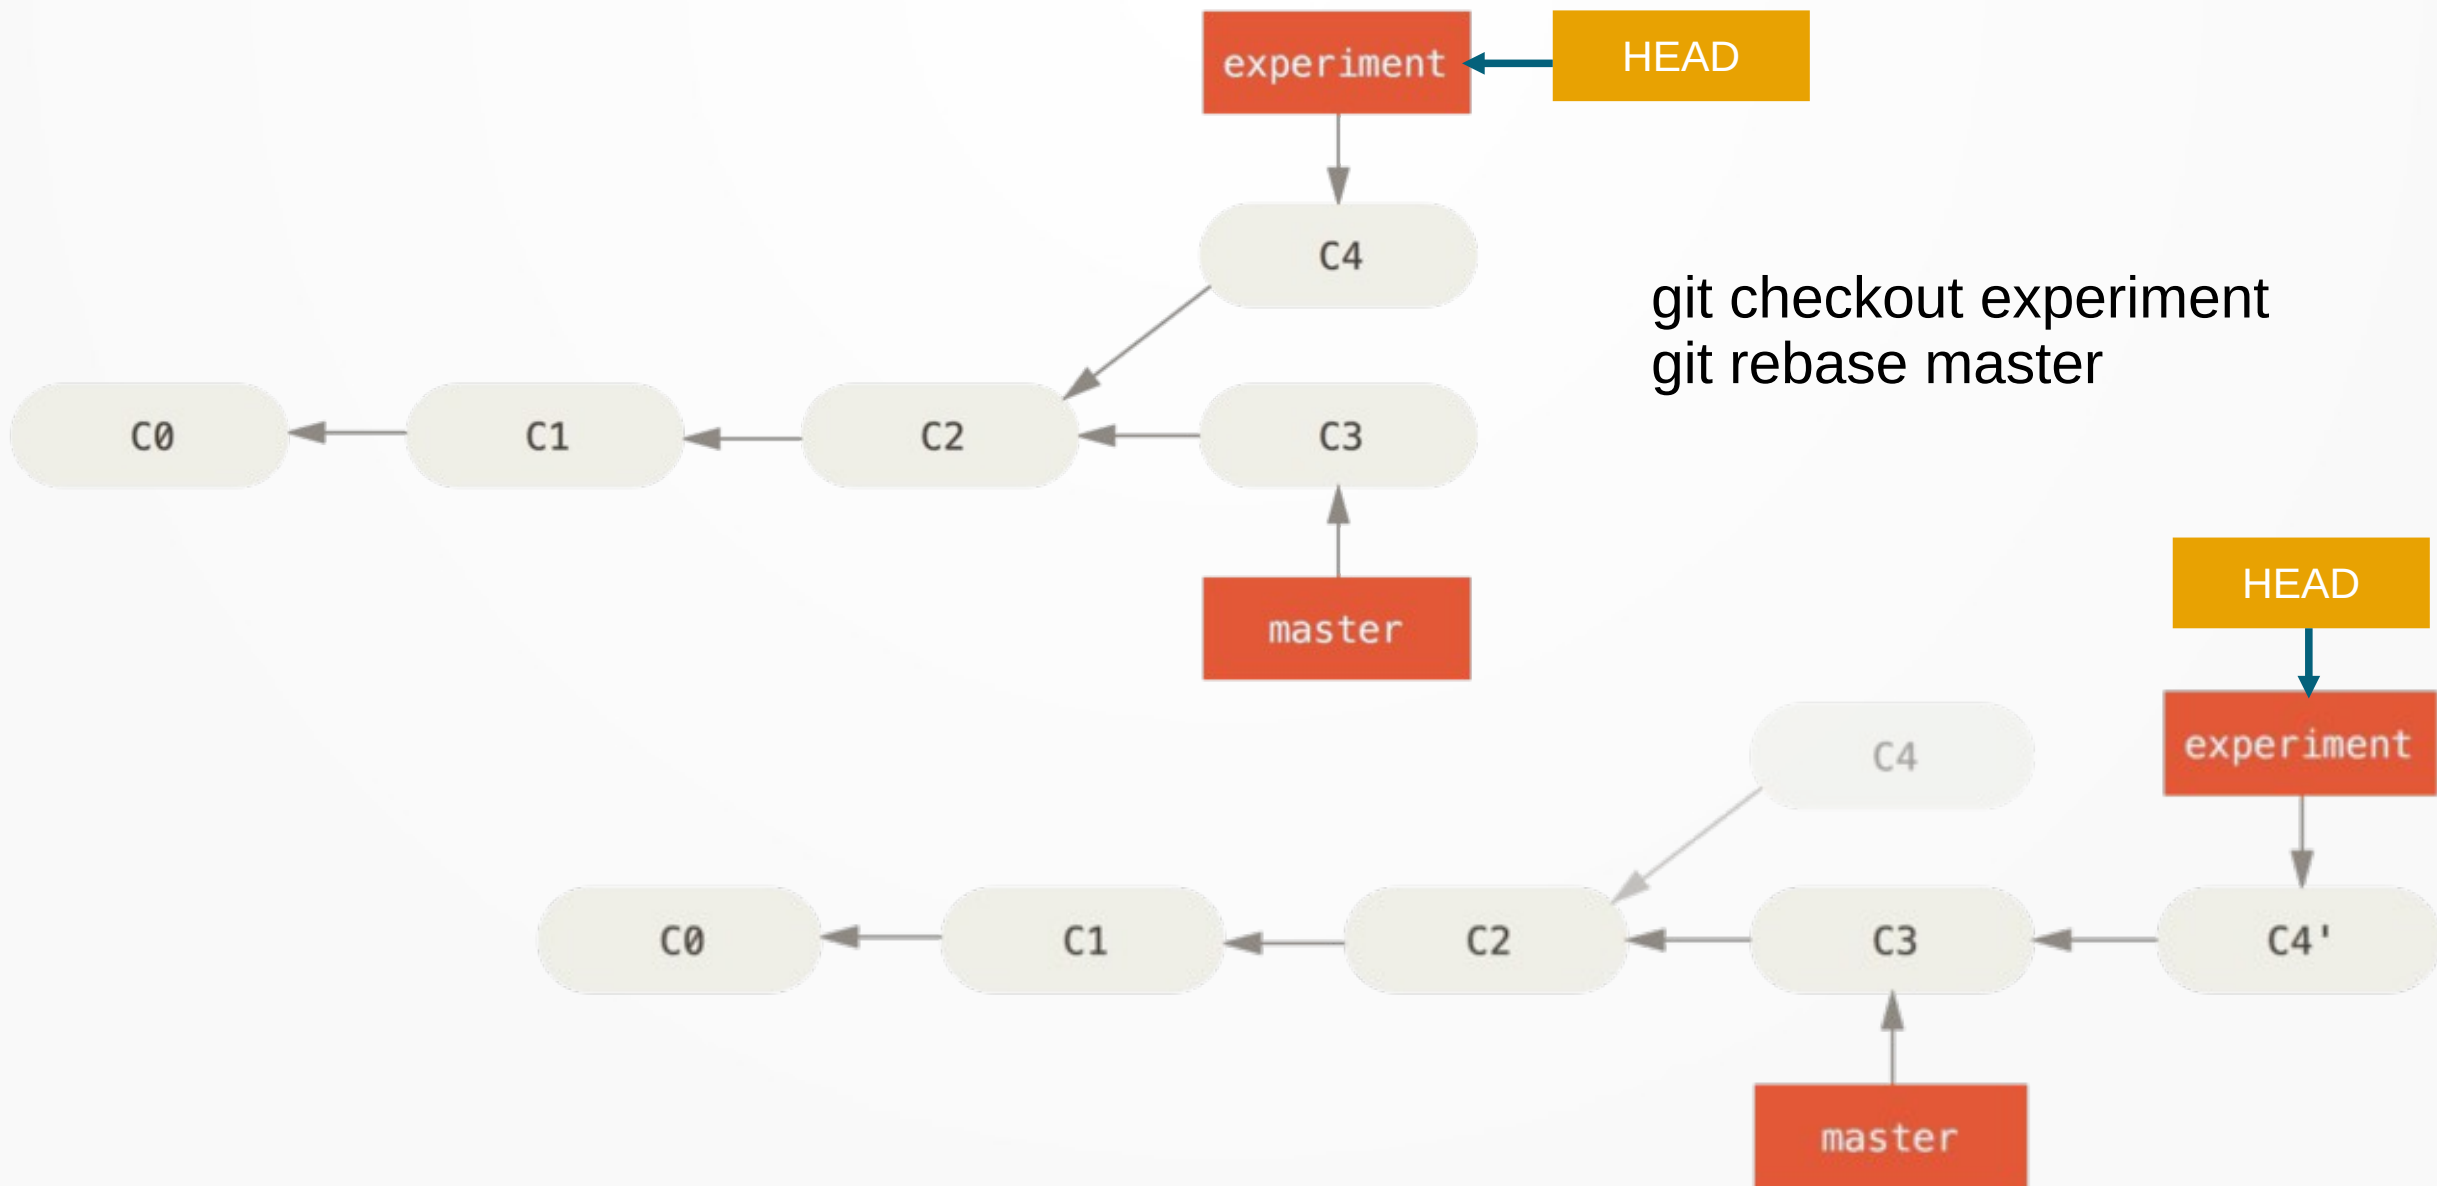 experiment
HEAD
C4
git checkout experiment
git rebase master
C0
C1
C2
C3
master
HEAD
C4
experiment
C0
C1
C2
C3
C4'
master